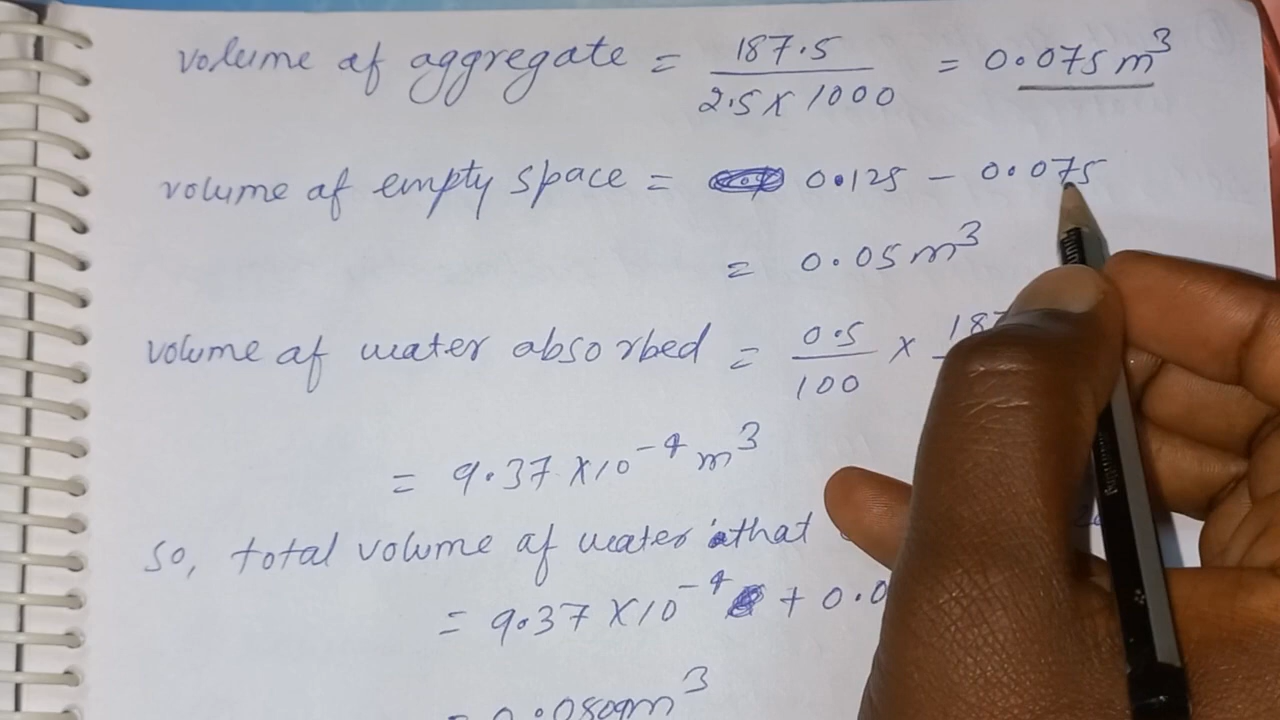 volume of aggregate = 187.5 / 2.5 X 1000 = 0.075 m³
volume of empty space = 0.125 - 0.075
= 0.05 m³
volume of water absorbed = 0.5 / 100 X 187
= 9.37 X 10⁻⁴ m³
so, total volume of water that
= 9.37 X 10⁻⁴ + 0.0
m³